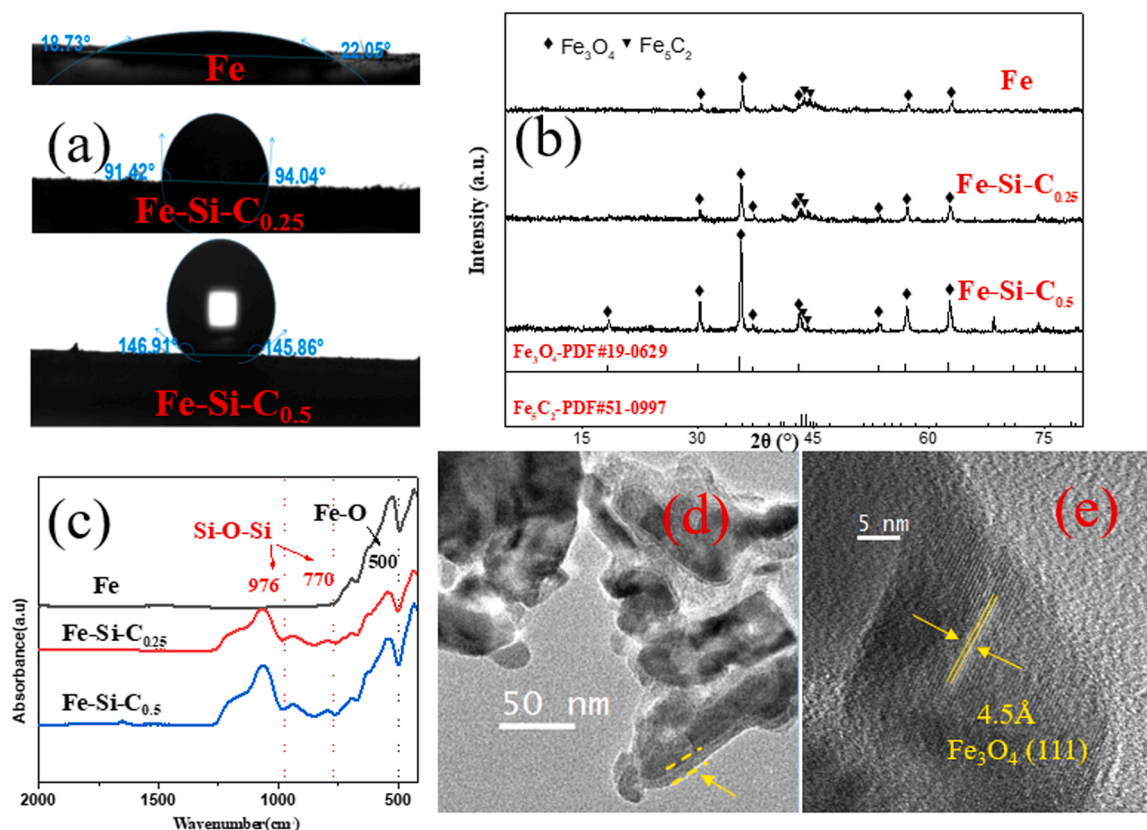 18.73°
22.05°
Fe
(a)
91.42°
94.04°
Fe-Si-C0.25
146.91°
145.86°
Fe-Si-C0.5
Fe3O4 Fe5C2
Fe
(b)
Fe-Si-C0.25
Fe-Si-C0.5
Fe3O4-PDF#19-0629
Fe5C2-PDF#51-0997
Intensity (a.u.)
15 30 45 60 75
2θ (°)
(c)
Fe-O
Si-O-Si
976 770 500
Fe
Fe-Si-C0.25
Fe-Si-C0.5
Absorbance(a.u)
2000 1500 1000 500
Wavenumber(cm-)
(d)
50 nm
(e)
5 nm
4.5Å
Fe3O4 (111)